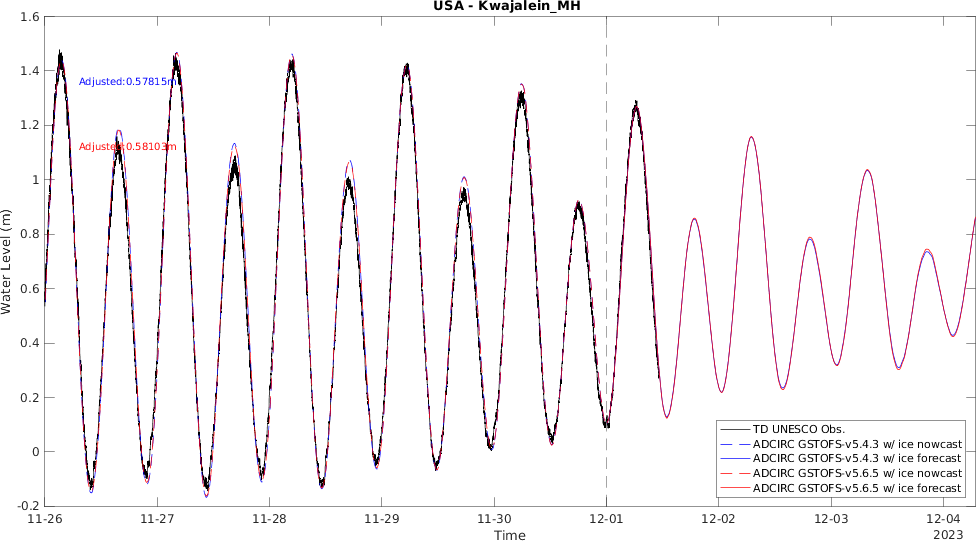 USA - Kwajalein_MH
1.6
1.4
1.2
1
0.8
0.6
0.4
0.2
0
-0.2
Water Level (m)
Adjusted:0.57815m
Adjusted:0.58103m
TD UNESCO Obs.
ADCIRC GSTOFS-v5.4.3 w/ ice nowcast
ADCIRC GSTOFS-v5.4.3 w/ ice forecast
ADCIRC GSTOFS-v5.6.5 w/ ice nowcast
ADCIRC GSTOFS-v5.6.5 w/ ice forecast
11-26 11-27 11-28 11-29 11-30 12-01 12-02 12-03 12-04
Time
2023